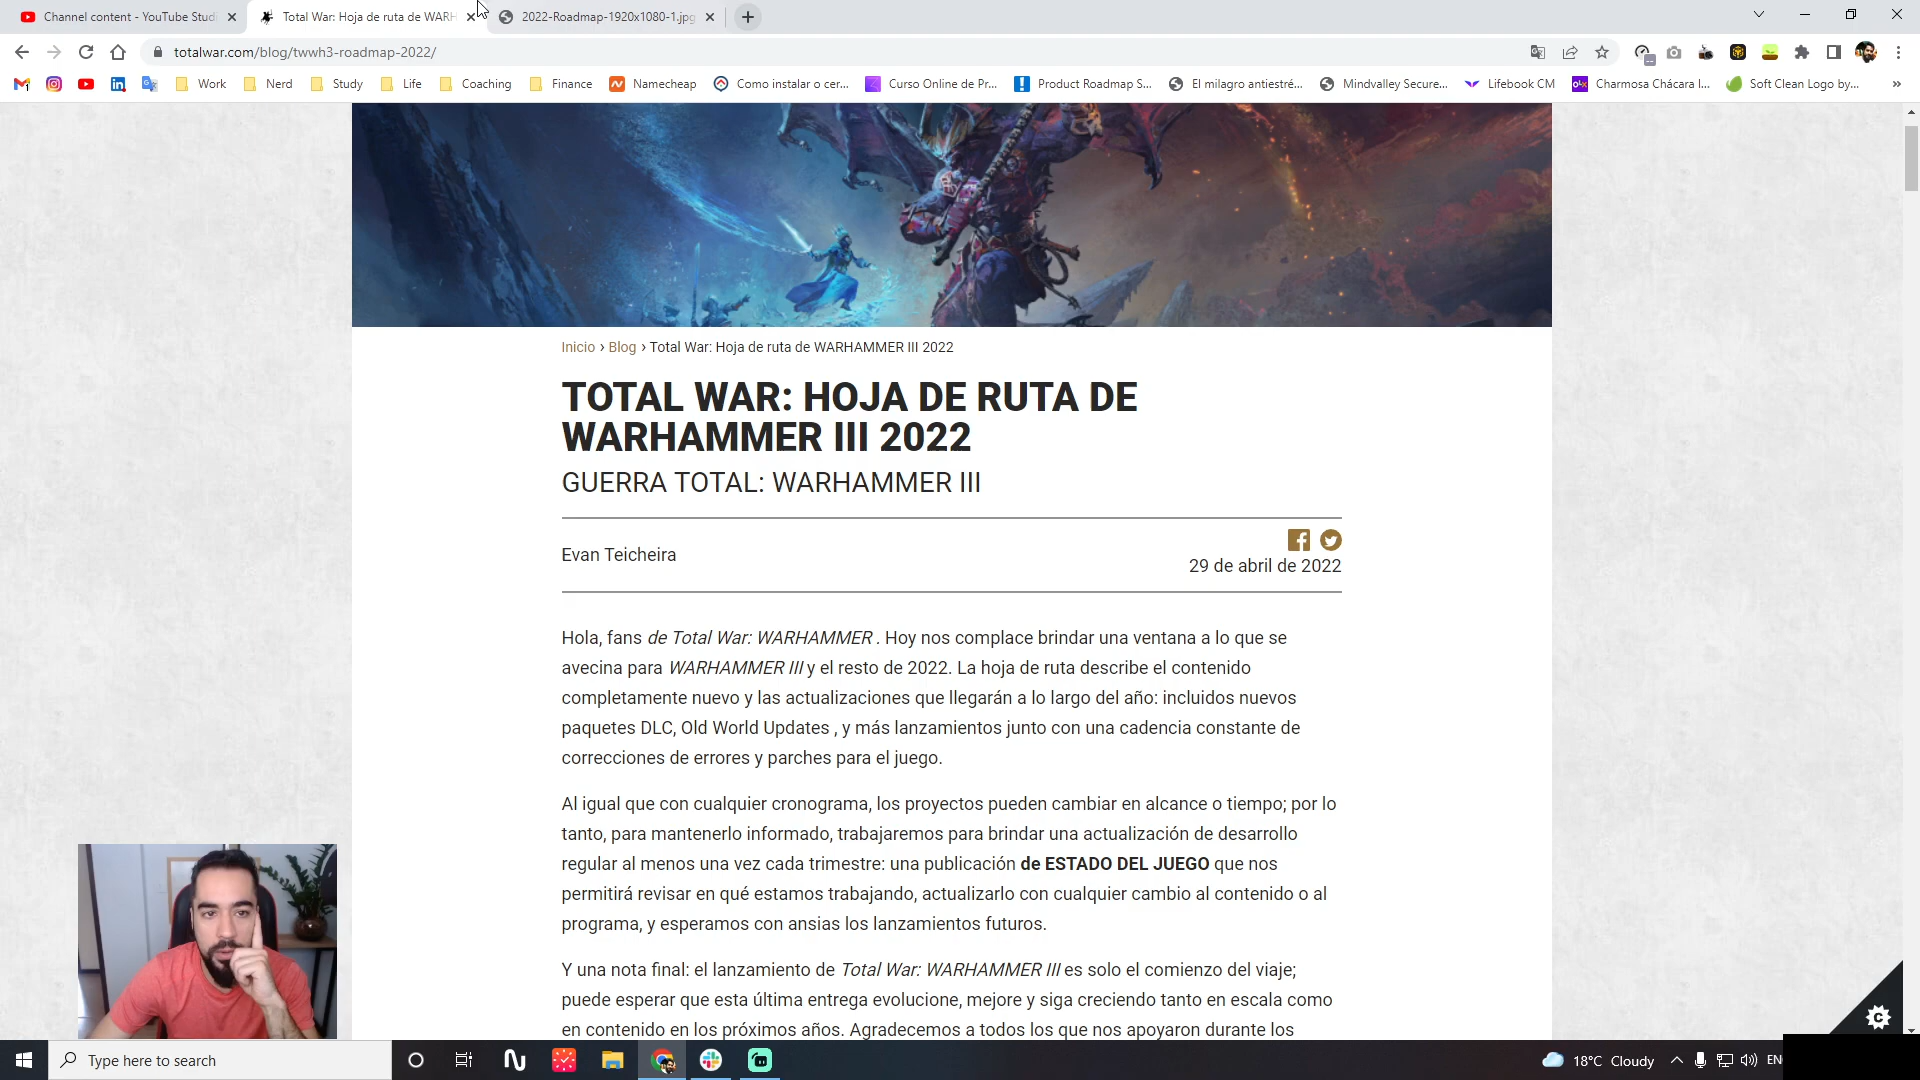 Channel content - YouTube Studi
Total War: Hoja de ruta de WARH
2022-Roadmap-1920x1080-1.jpg
totalwar.com/blog/twwh3-roadmap-2022/
Work
Nerd
Study
Life
Coaching
Finance
Namecheap
Como instalar o cer...
Curso Online de Pr...
Product Roadmap S...
El milagro antiestré...
Mindvalley Secure...
Lifebook CM
Charmosa Chácara I...
Soft Clean Logo by...
Inicio › Blog › Total War: Hoja de ruta de WARHAMMER III 2022
TOTAL WAR: HOJA DE RUTA DE
WARHAMMER III 2022
GUERRA TOTAL: WARHAMMER III
Evan Teicheira
29 de abril de 2022
Hola, fans de Total War: WARHAMMER . Hoy nos complace brindar una ventana a lo que se
avecina para WARHAMMER III y el resto de 2022. La hoja de ruta describe el contenido
completamente nuevo y las actualizaciones que llegarán a lo largo del año: incluidos nuevos
paquetes DLC, Old World Updates , y más lanzamientos junto con una cadencia constante de
correcciones de errores y parches para el juego.
Al igual que con cualquier cronograma, los proyectos pueden cambiar en alcance o tiempo; por lo
tanto, para mantenerlo informado, trabajaremos para brindar una actualización de desarrollo
regular al menos una vez cada trimestre: una publicación de ESTADO DEL JUEGO que nos
permitirá revisar en qué estamos trabajando, actualizarlo con cualquier cambio al contenido o al
programa, y esperamos con ansias los lanzamientos futuros.
Y una nota final: el lanzamiento de Total War: WARHAMMER III es solo el comienzo del viaje;
puede esperar que esta última entrega evolucione, mejore y siga creciendo tanto en escala como
en contenido en los próximos años. Agradecemos a todos los que nos apoyaron durante los
Type here to search
18°C Cloudy
EN